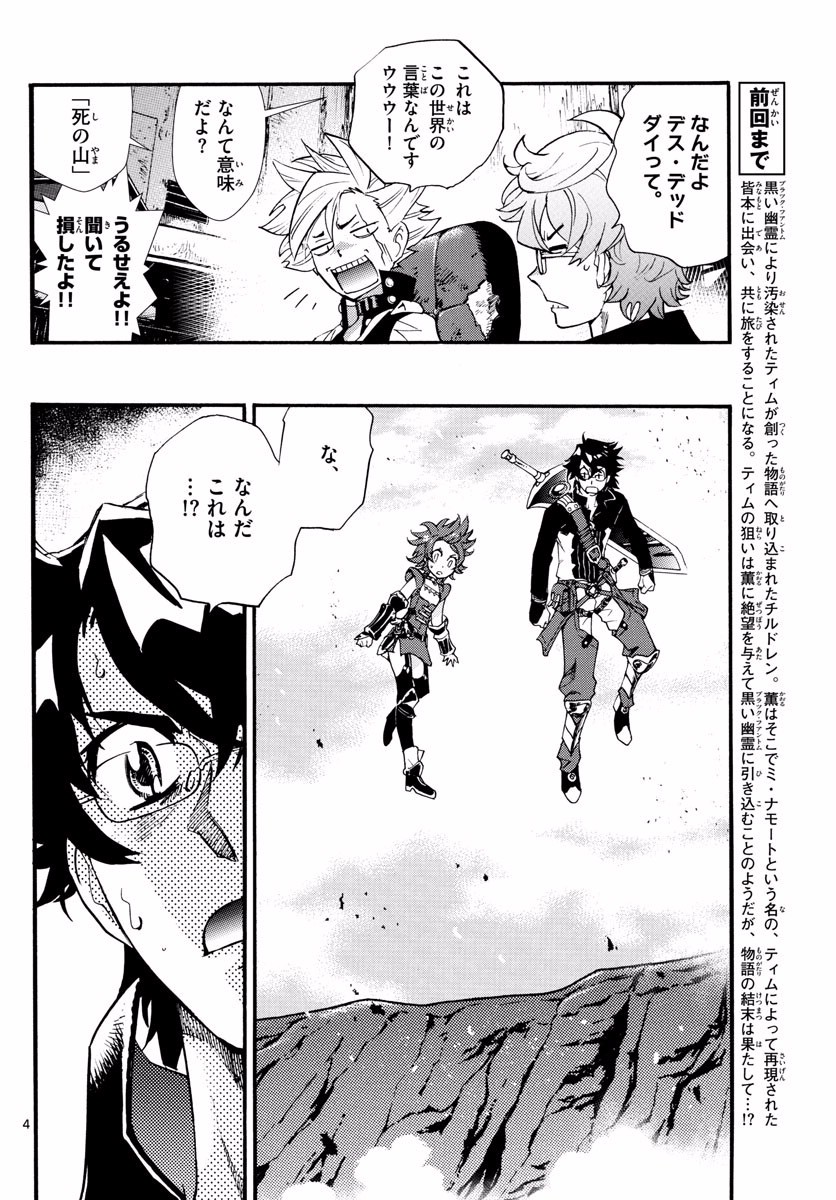 前回まで
黒い幽霊により汚染されたティムが創った物語へ取り込まれたチルドレン。薫はそこでミ・ナモートという名の、ティムによって再現された
皆本に出会い、共に旅をすることになる。ティムの狙いは薫に絶望を与えて黒い幽霊に引き込むことのようだが、物語の結末は果たして…!?
なんだよ
デス・デッド
ダイって。
これは
この世界の
言葉なんです
ウウウー!
なんて意味
だよ?
「死の山」
うるせえよ!!
聞いて
損したよ!!
な、
なんだ
これは
…!?
4